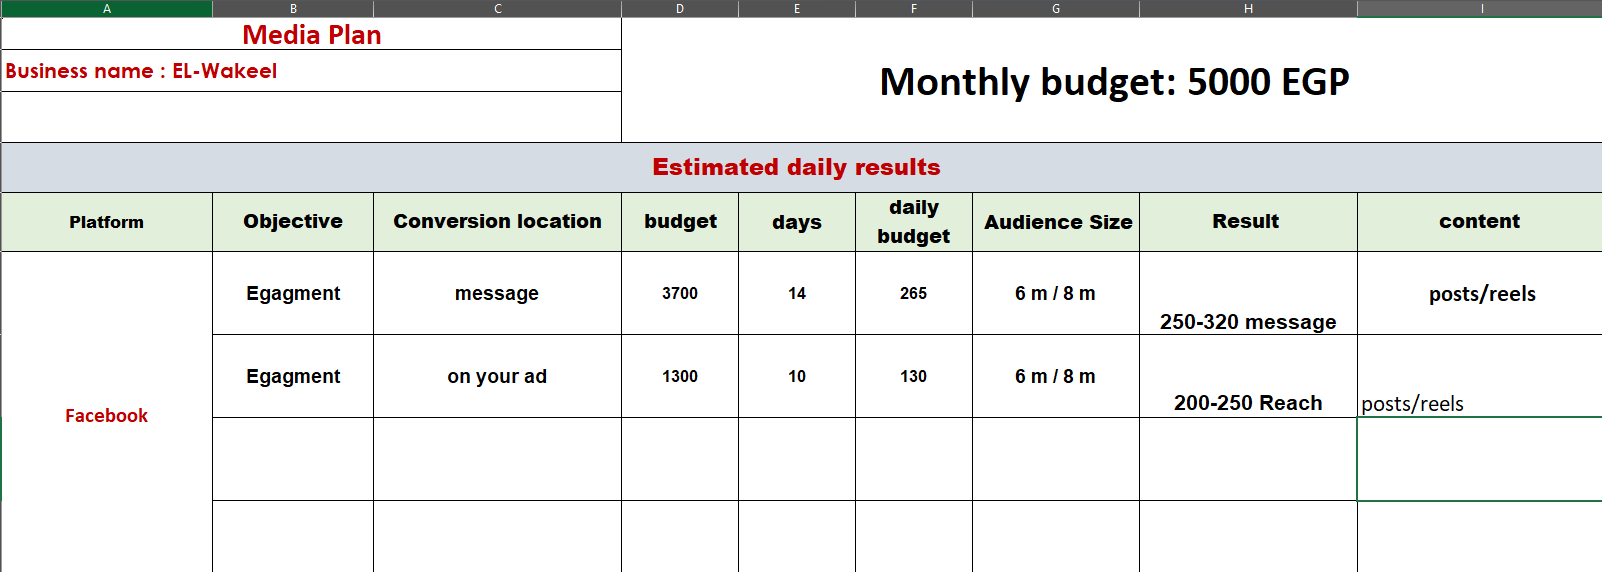 A B C D E F G H I
Media Plan
Business name : EL-Wakeel
Monthly budget: 5000 EGP
Estimated daily results
Platform Objective Conversion location budget days daily budget Audience Size Result content
Facebook
Egagment message 3700 14 265 6 m / 8 m 250-320 message posts/reels
Egagment on your ad 1300 10 130 6 m / 8 m 200-250 Reach posts/reels